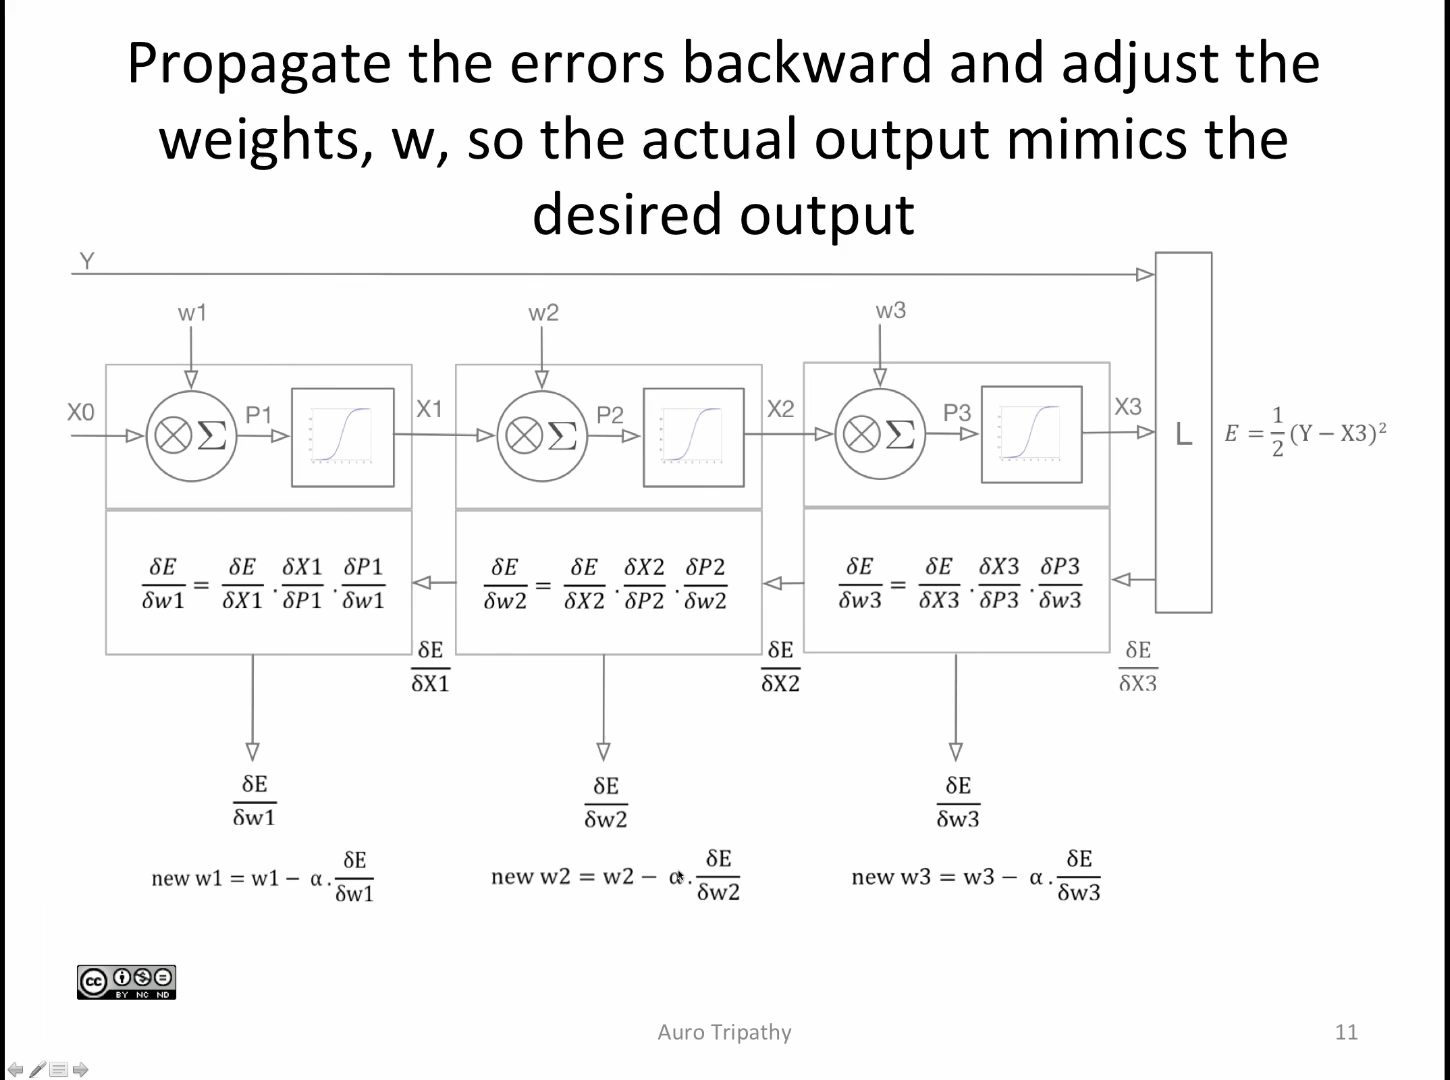 Propagate the errors backward and adjust the
weights, w, so the actual output mimics the
desired output
Y
w1 w2 w3
X0 P1 X1 P2 X2 P3 X3
⊗Σ ⊗Σ ⊗Σ L E = 1/2 (Y − X3)²
δE/δw1 = δE/δX1 . δX1/δP1 . δP1/δw1
δE/δw2 = δE/δX2 . δX2/δP2 . δP2/δw2
δE/δw3 = δE/δX3 . δX3/δP3 . δP3/δw3
δE/δX1 δE/δX2 δE/δX3
δE/δw1 δE/δw2 δE/δw3
new w1 = w1 − α . δE/δw1
new w2 = w2 − α . δE/δw2
new w3 = w3 − α . δE/δw3
cc BY NC ND
Auro Tripathy 11